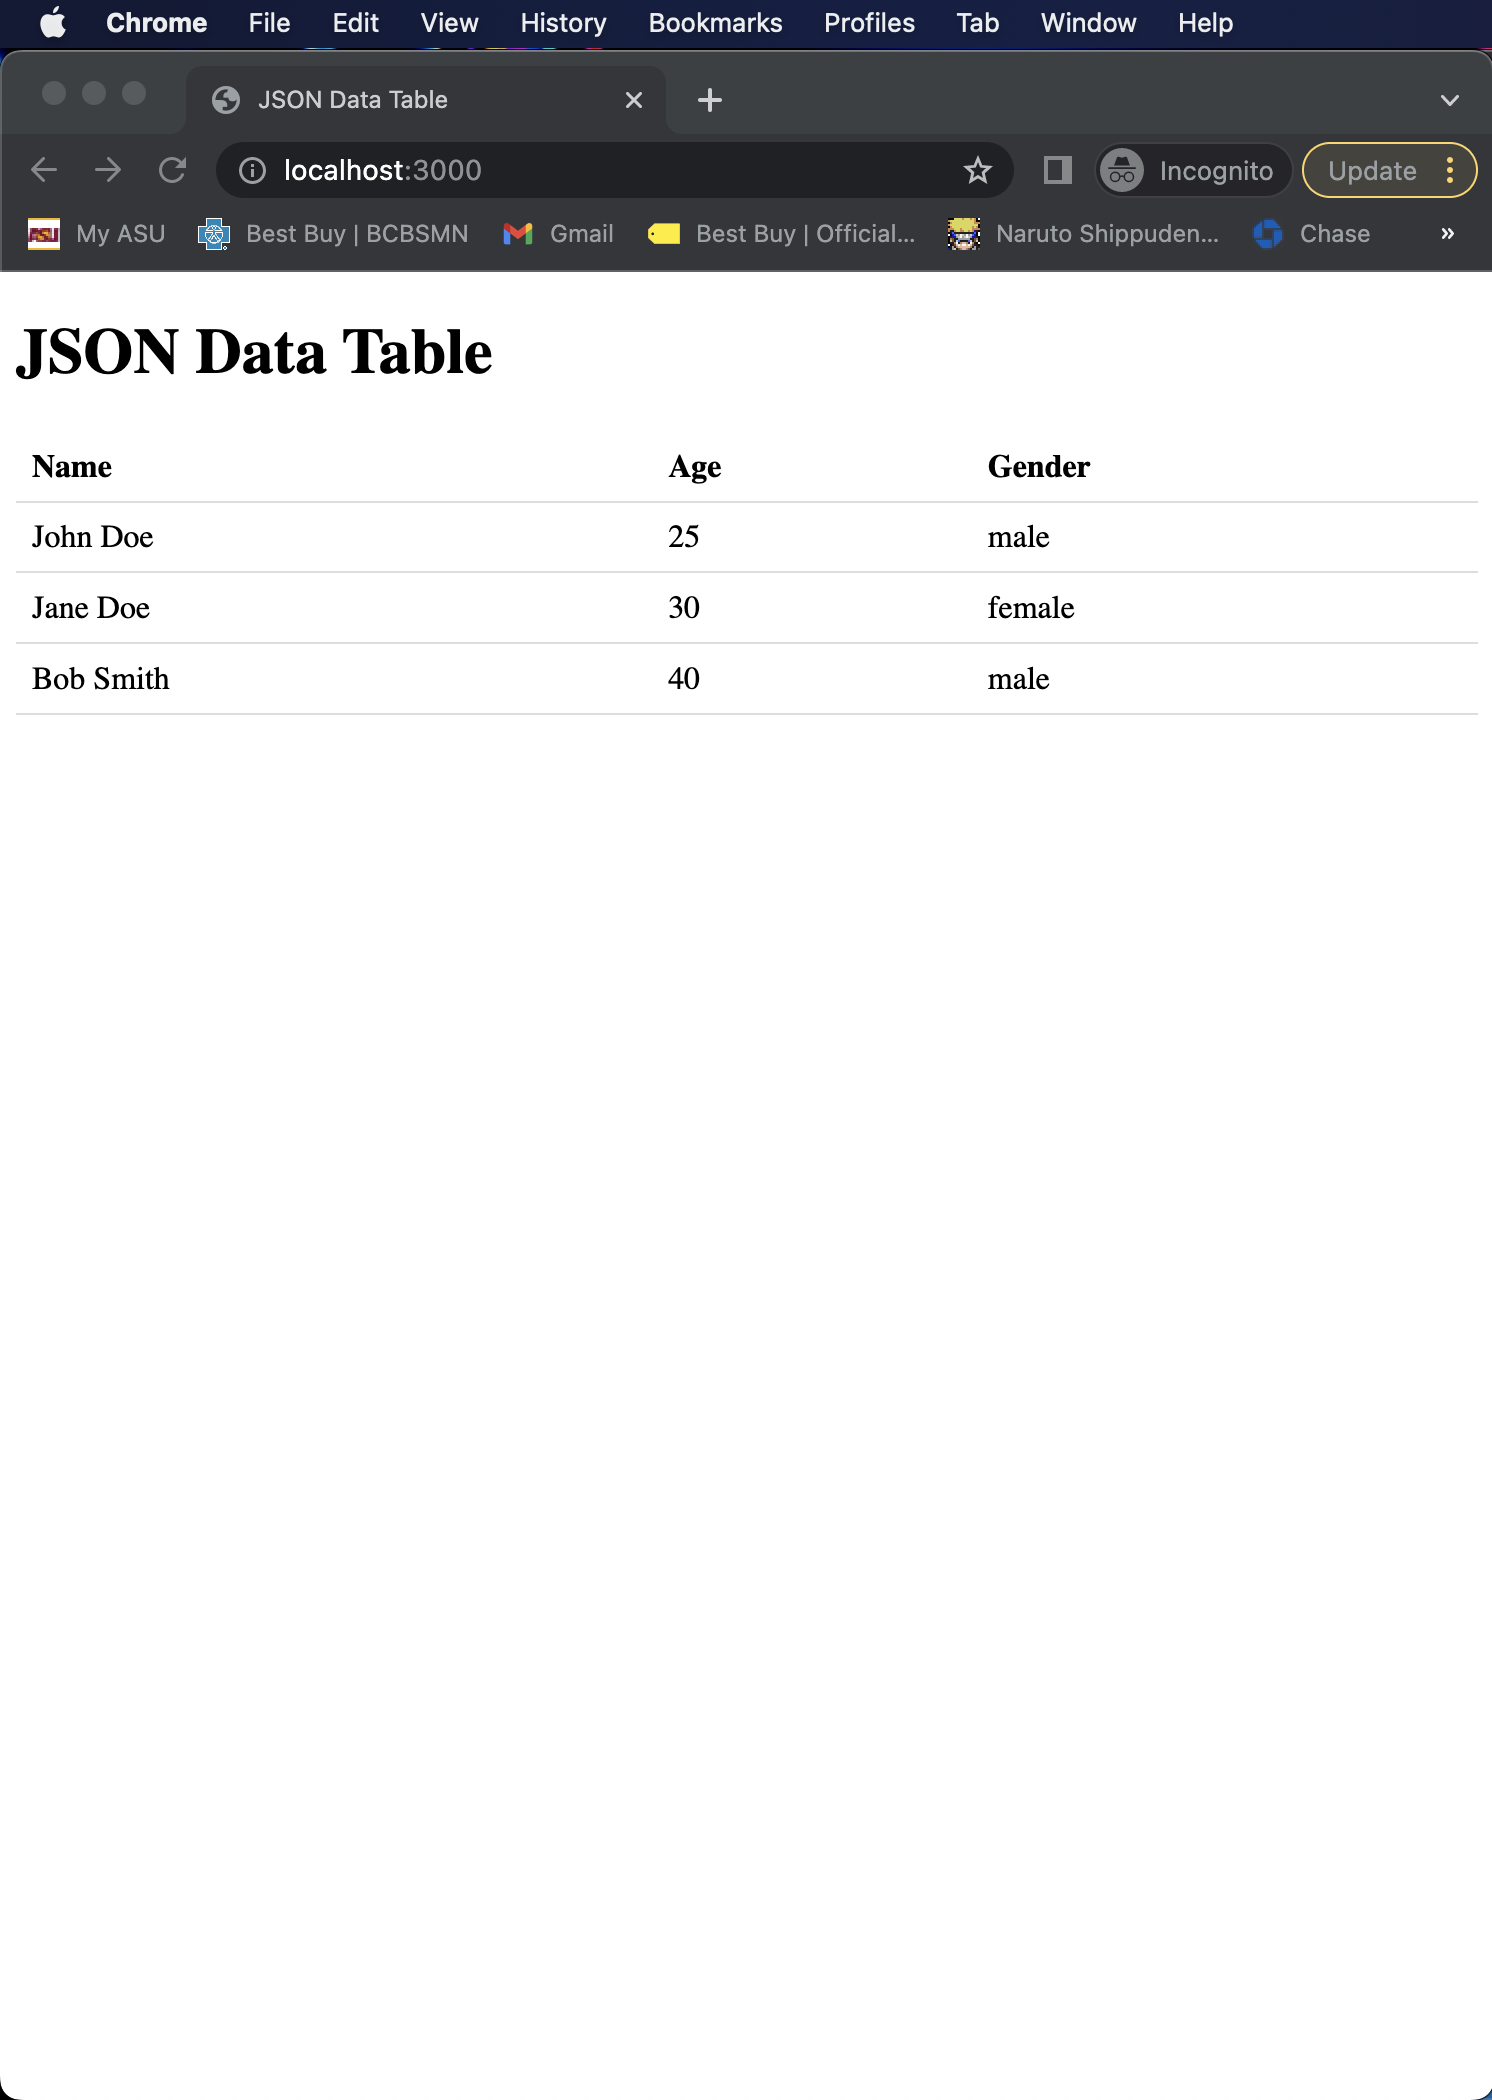 Chrome File Edit View History Bookmarks Profiles Tab Window Help
JSON Data Table
localhost:3000 Incognito Update
My ASU Best Buy | BCBSMN Gmail Best Buy | Official... Naruto Shippuden... Chase »
JSON Data Table
Name Age Gender
John Doe 25 male
Jane Doe 30 female
Bob Smith 40 male